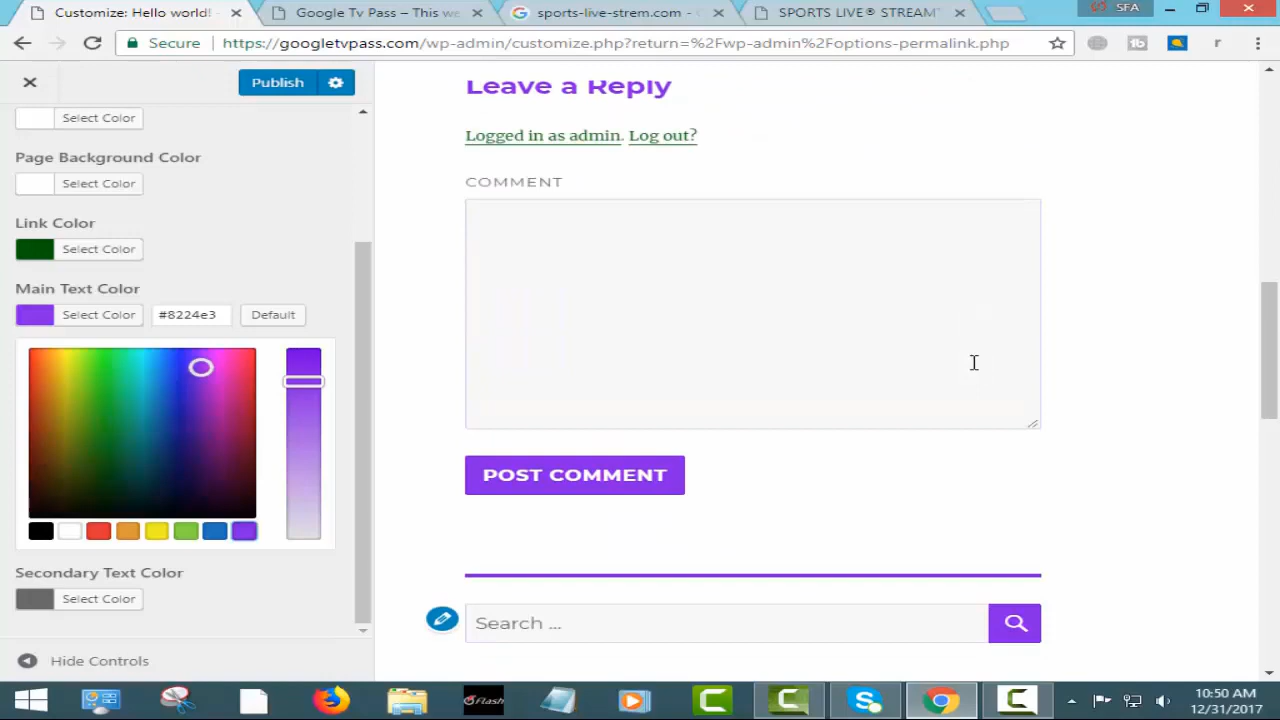 Customize: Hello world!
Google Tv Pass – This we
sports-live-strem.com -
SPORTS LIVE® STREAM
SFA
Secure
https://googletvpass.com/wp-admin/customize.php?return=%2Fwp-admin%2Foptions-permalink.php
Publish
Select Color
Page Background Color
Select Color
Link Color
Select Color
Main Text Color
Select Color
#8224e3
Default
Secondary Text Color
Select Color
Hide Controls
Leave a Reply
Logged in as admin. Log out?
COMMENT
POST COMMENT
Search ...
Flash
10:50 AM
12/31/2017